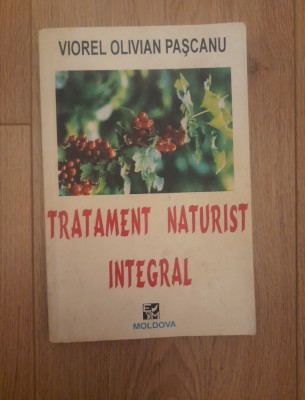 VIOREL OLIVIAN PAŞCANU
TRATAMENT NATURIST
INTEGRAL
MOLDOVA